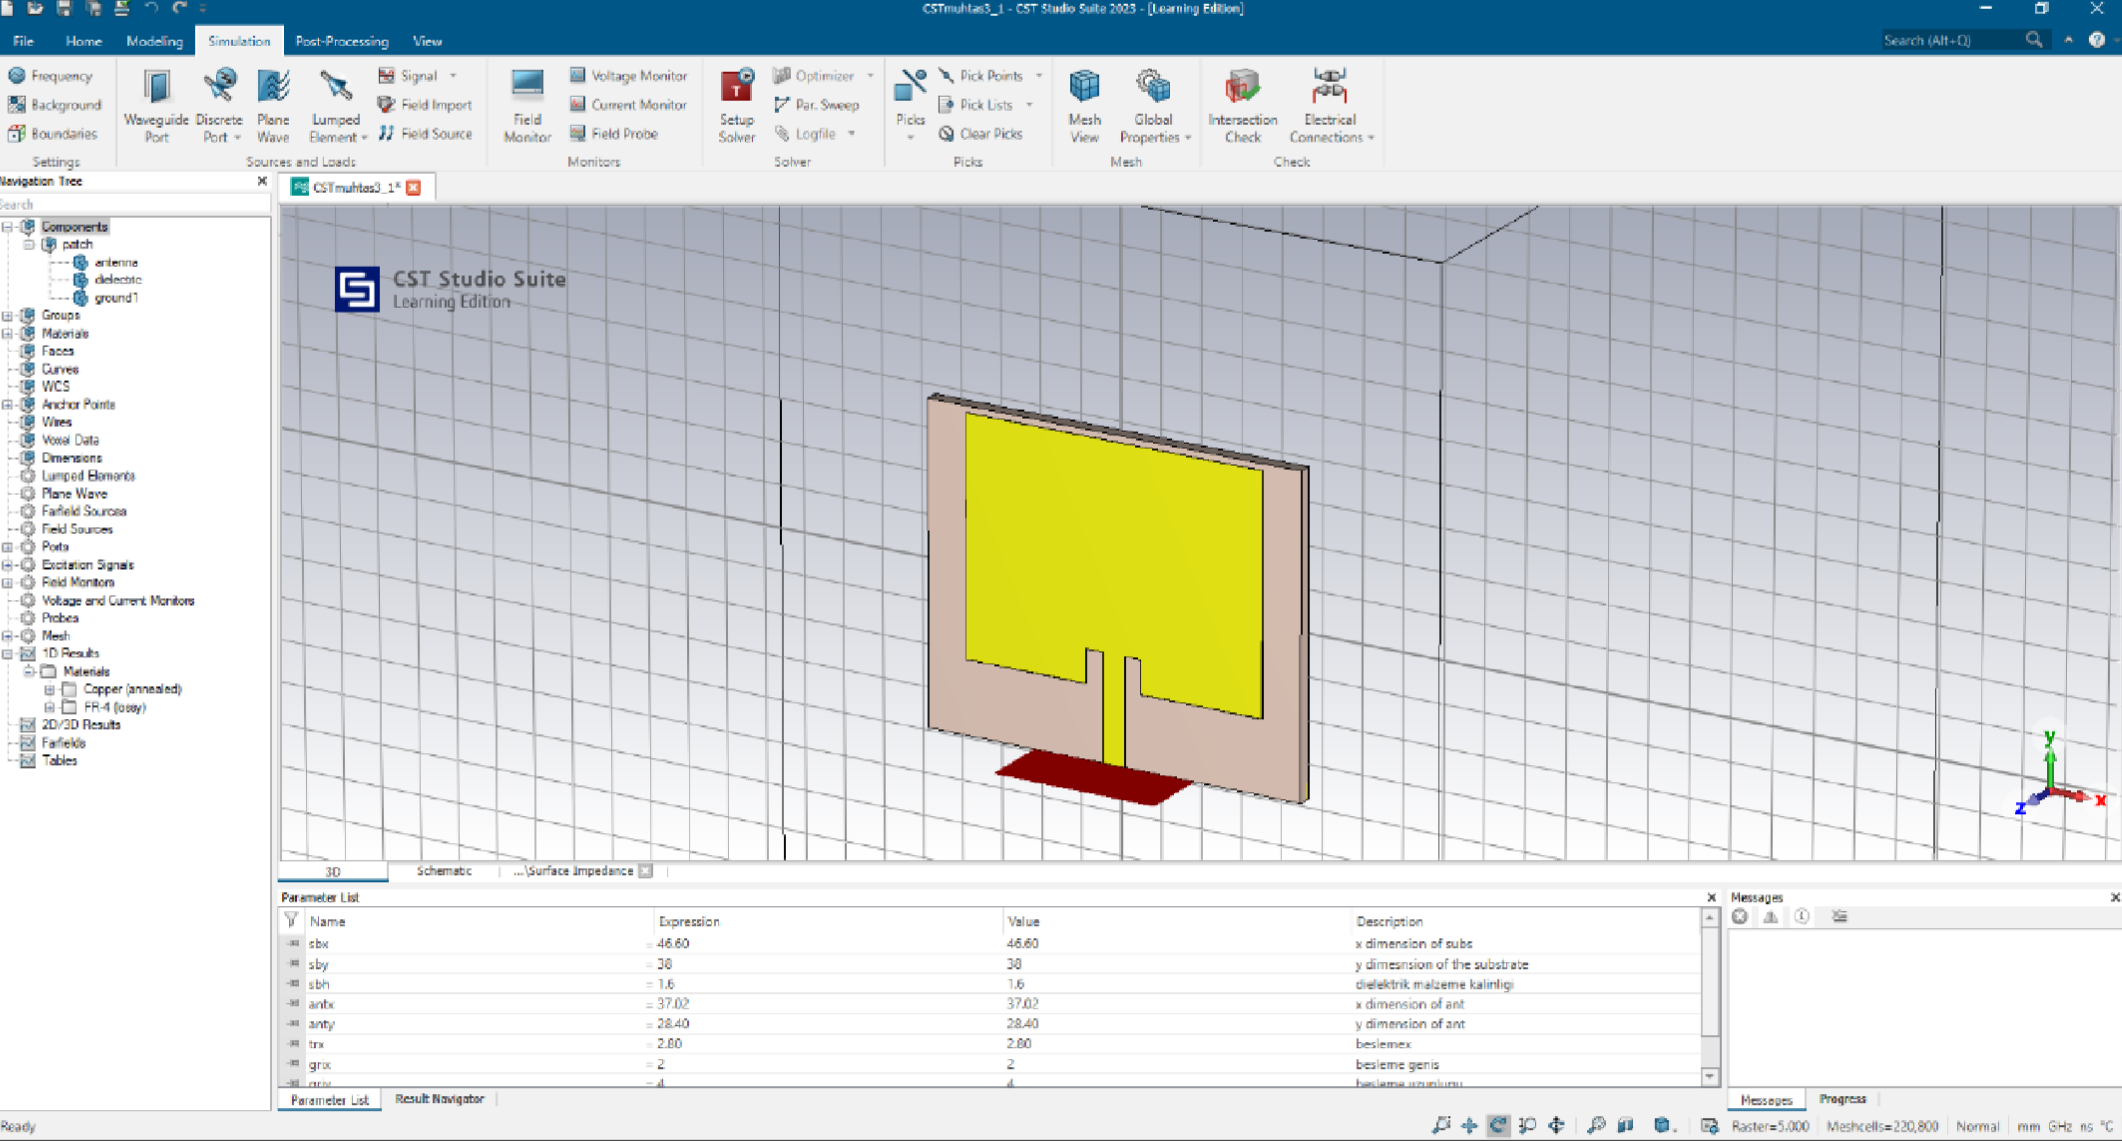 CSTmuhtas3_1 - CST Studio Suite 2023 - [Learning Edition]
File Home Modeling Simulation Post-Processing View Search (Alt+Q)
Frequency
Background
Boundaries
Settings
Waveguide Port
Discrete Port
Plane Wave
Lumped Element
Signal
Field Import
Field Source
Sources and Loads
Field Monitor
Voltage Monitor
Current Monitor
Field Probe
Monitors
Setup Solver
Optimizer
Par. Sweep
Logfile
Solver
Picks
Pick Points
Pick Lists
Clear Picks
Picks
Mesh View
Global Properties
Mesh
Intersection Check
Electrical Connections
Check
Navigation Tree
Search
Components
patch
antenna
dielectric
ground1
Groups
Materials
Faces
Curves
WCS
Anchor Points
Wires
Voxel Data
Dimensions
Lumped Elements
Plane Wave
Farfield Sources
Field Sources
Ports
Excitation Signals
Field Monitors
Voltage and Current Monitors
Probes
Mesh
1D Results
Materials
Copper (annealed)
FR-4 (lossy)
2D/3D Results
Farfields
Tables
CSTmuhtas3_1*
CST Studio Suite
Learning Edition
y
z x
3D Schematic ...\Surface Impedance
Parameter List
Name Expression Value Description
sbx = 46.60 46.60 x dimension of subs
sby = 38 38 y dimesnsion of the substrate
sbh = 1.6 1.6 dielektrik malzeme kalinligi
antx = 37.02 37.02 x dimension of ant
anty = 28.40 28.40 y dimension of ant
trx = 2.80 2.80 beslemex
grix = 2 2 besleme genis
griy = 4 4 besleme uzunlugu
Parameter List Result Navigator
Messages
Messages Progress
Ready
Raster=5.000 Meshcells=220,800 Normal mm GHz ns °C